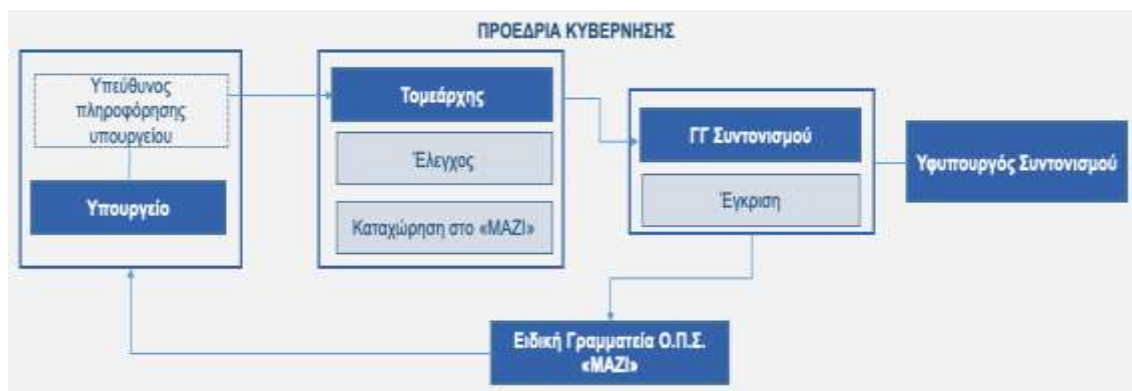 ΠΡΟΕΔΡΙΑ ΚΥΒΕΡΝΗΣΗΣ
Υπεύθυνος
πληροφόρησης
υπουργείου
Υπουργείο
Τομεάρχης
Έλεγχος
Καταχώρηση στο «ΜΑΖΙ»
ΓΓ Συντονισμού
Έγκριση
Υφυπουργός Συντονισμού
Ειδική Γραμματεία Ο.Π.Σ.
«ΜΑΖΙ»